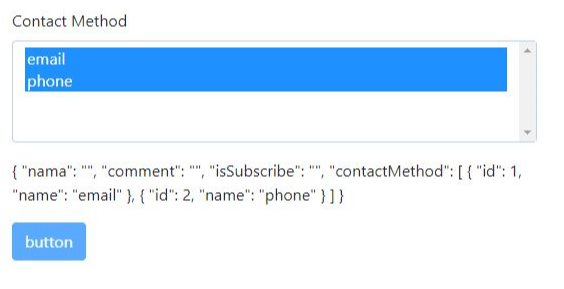 Contact Method
email
phone
{ "nama": "", "comment": "", "isSubscribe": "", "contactMethod": [ { "id": 1,
"name": "email" }, { "id": 2, "name": "phone" } ] }
button